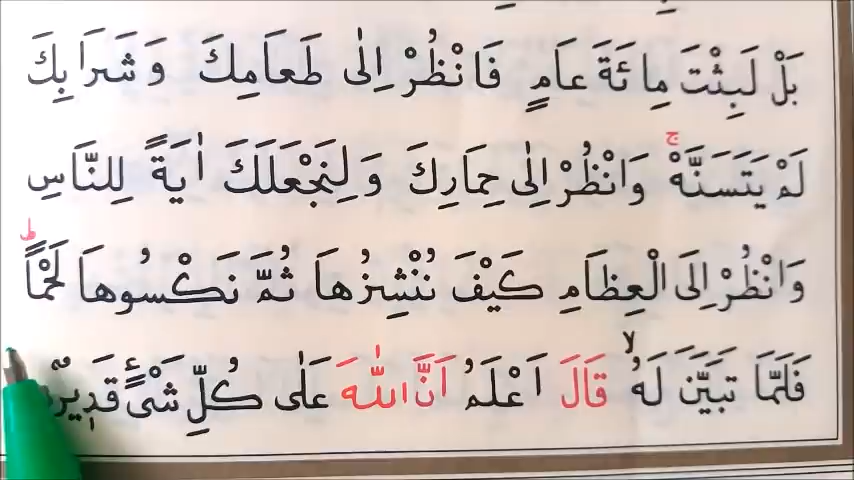 بَلْ لَبِثْتَ مِائَةَ عَامٍ فَانْظُرْ اِلٰى طَعَامِكَ وَشَرَابِكَ
لَمْ يَتَسَنَّهْ ۚ وَانْظُرْ اِلٰى حِمَارِكَ وَلِنَجْعَلَكَ اٰيَةً لِلنَّاسِ
وَانْظُرْ اِلَى الْعِظَامِ كَيْفَ نُنْشِزُهَا ثُمَّ نَكْسُوهَا لَحْمًا ؕ
فَلَمَّا تَبَيَّنَ لَهُ ۙ قَالَ اَعْلَمُ اَنَّ اللّٰهَ عَلٰى كُلِّ شَىْءٍ قَدِيرٌ